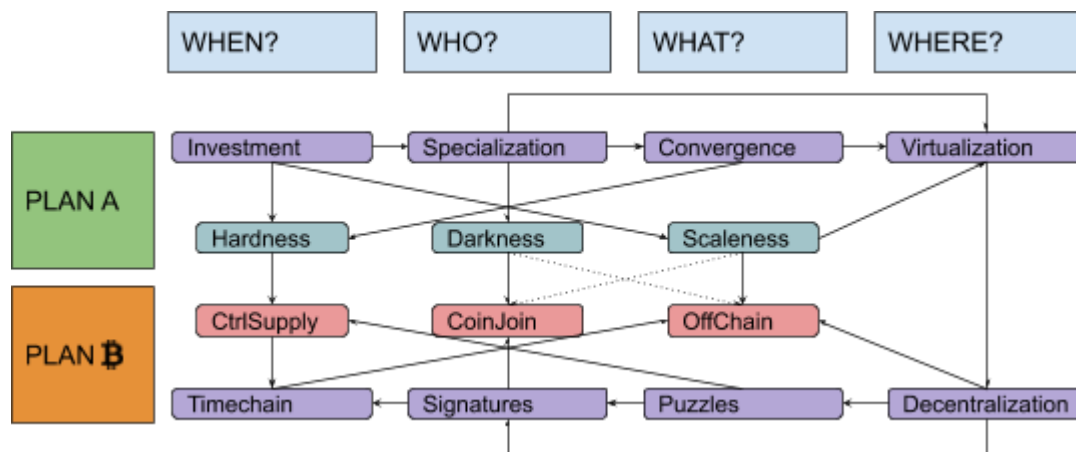 WHEN?
WHO?
WHAT?
WHERE?
PLAN A
Investment
Specialization
Convergence
Virtualization
Hardness
Darkness
Scaleness
PLAN ₿
CtrlSupply
CoinJoin
OffChain
Timechain
Signatures
Puzzles
Decentralization